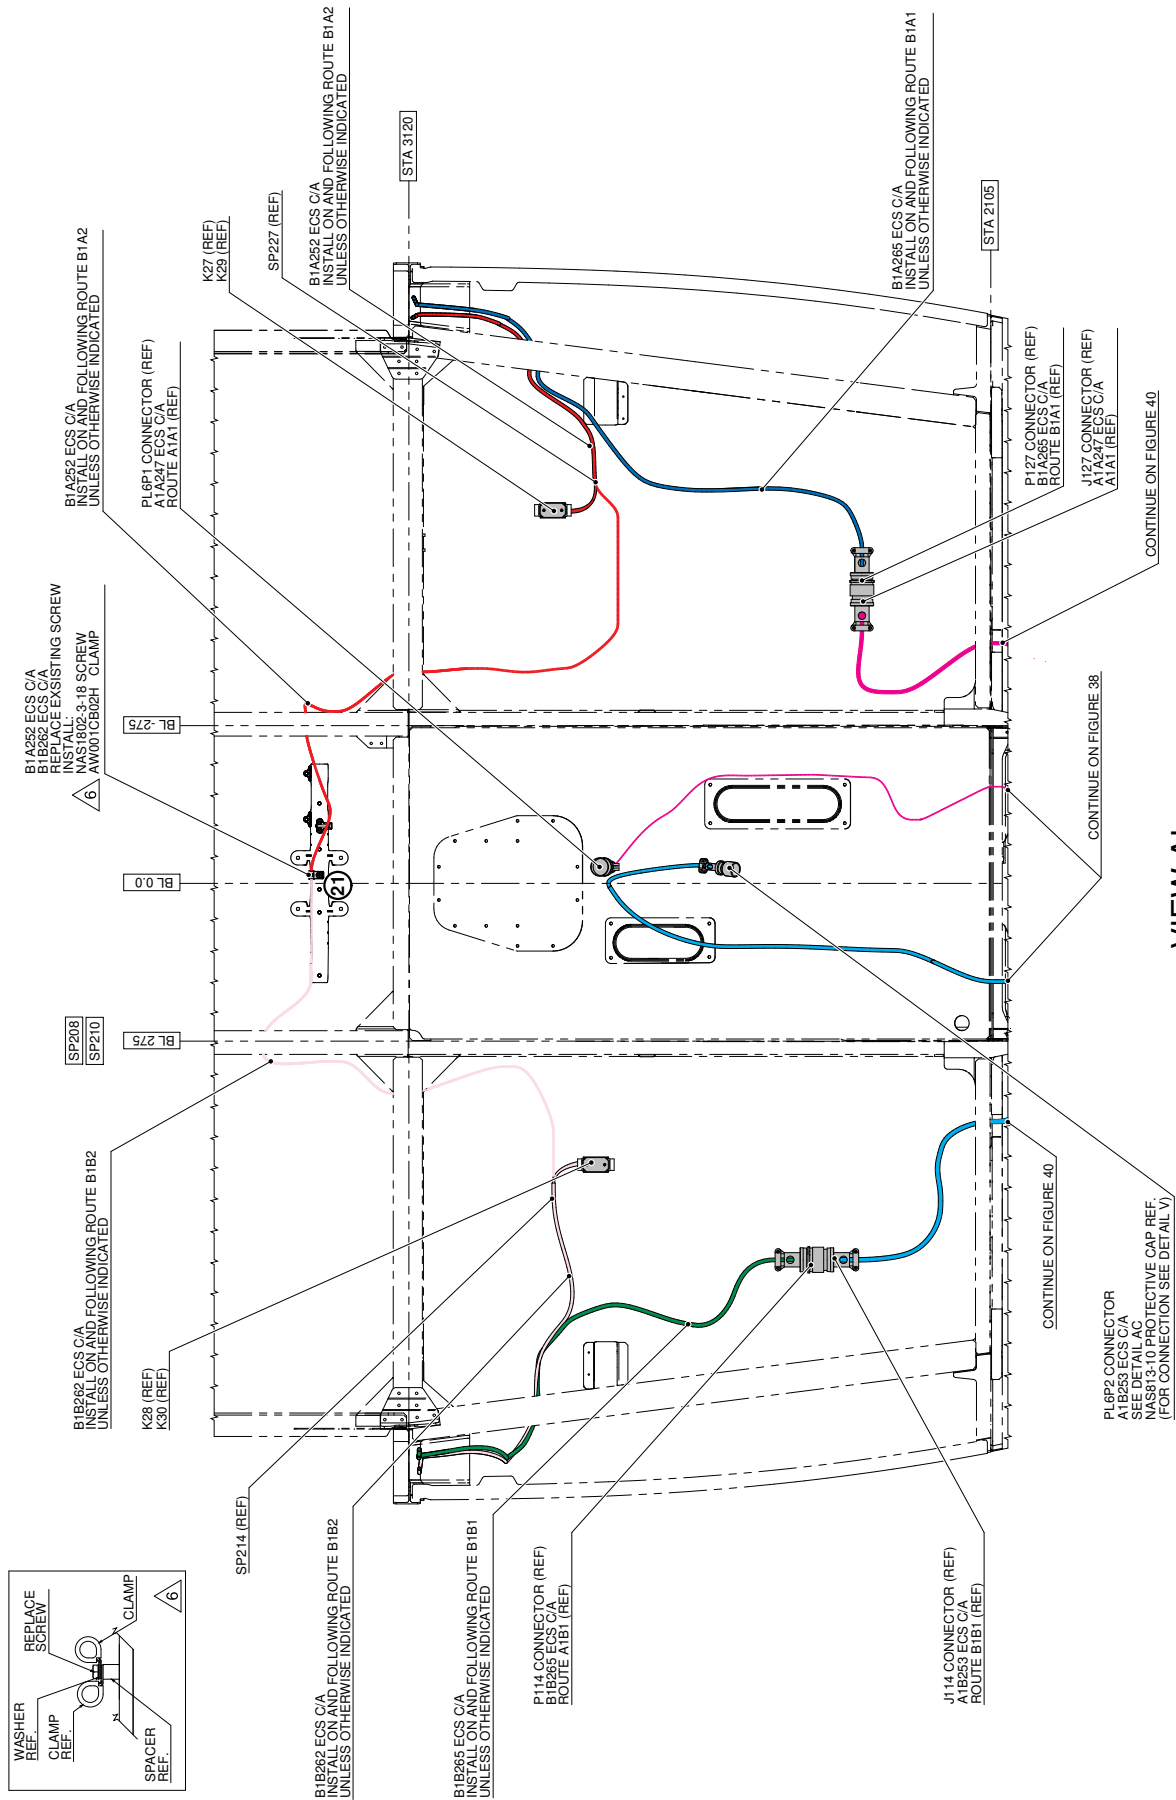 WASHER
REF.
CLAMP
REF.
SPACER
REF.
REPLACE
SCREW
CLAMP
6
B1B262 ECS C/A
INSTALL ON AND FOLLOWING ROUTE B1B2
UNLESS OTHERWISE INDICATED
K28 (REF)
K30 (REF)
SP214 (REF)
B1B262 ECS C/A
INSTALL ON AND FOLLOWING ROUTE B1B2
UNLESS OTHERWISE INDICATED
B1B265 ECS C/A
INSTALL ON AND FOLLOWING ROUTE B1B1
UNLESS OTHERWISE INDICATED
P114 CONNECTOR (REF)
B1B265 ECS C/A
ROUTE A1B1 (REF)
J114 CONNECTOR (REF)
A1B253 ECS C/A
ROUTE B1B1 (REF)
SP208
SP210
BL 275
BL 0.0
BL -275
21
B1A252 ECS C/A
B1B262 ECS C/A
REPLACE EXSISTING SCREW
INSTALL:
NAS1802-3-18 SCREW
AW001CB02H CLAMP
6
B1A252 ECS C/A
INSTALL ON AND FOLLOWING ROUTE B1A2
UNLESS OTHERWISE INDICATED
PL6P1 CONNECTOR (REF)
A1A247 ECS C/A
ROUTE A1A1 (REF)
K27 (REF)
K29 (REF)
SP227 (REF)
B1A252 ECS C/A
INSTALL ON AND FOLLOWING ROUTE B1A2
UNLESS OTHERWISE INDICATED
STA 3120
B1A265 ECS C/A
INSTALL ON AND FOLLOWING ROUTE B1A1
UNLESS OTHERWISE INDICATED
STA 2105
P127 CONNECTOR (REF)
B1A265 ECS C/A
ROUTE B1A1 (REF)
J127 CONNECTOR (REF)
A1A247 ECS C/A
A1A1 (REF)
CONTINUE ON FIGURE 40
CONTINUE ON FIGURE 38
CONTINUE ON FIGURE 40
PL6P2 CONNECTOR
A1B253 ECS C/A
SEE DETAIL AC
NAS813-10 PROTECTIVE CAP REF.
(FOR CONNECTION SEE DETAIL V)